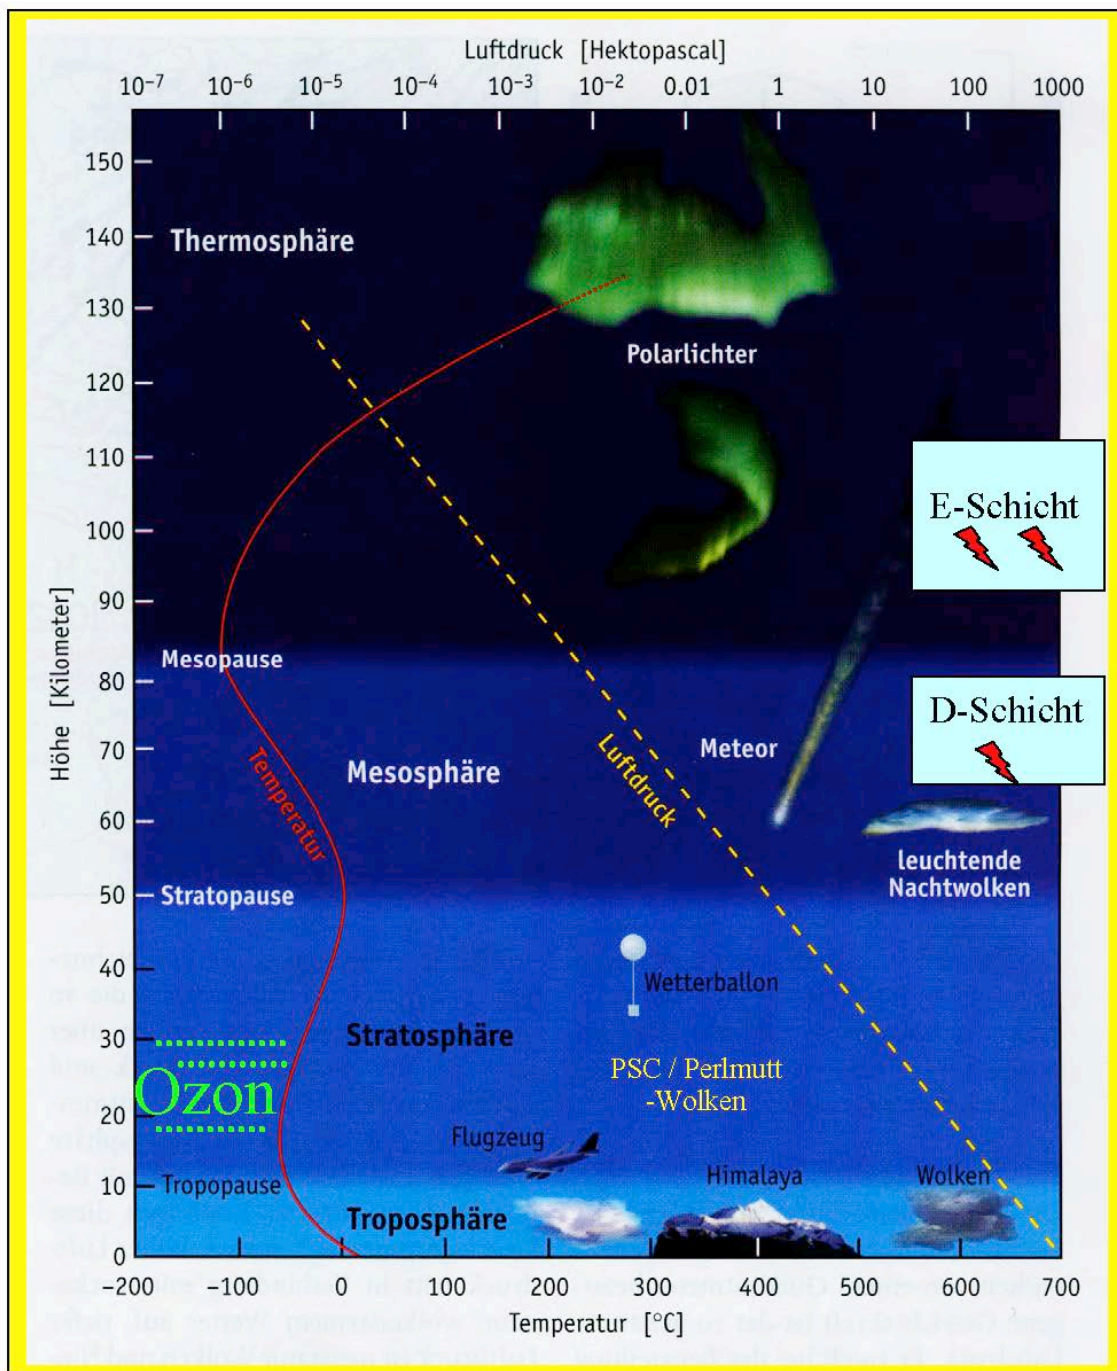 Luftdruck [Hektopascal]
10⁻⁷ 10⁻⁶ 10⁻⁵ 10⁻⁴ 10⁻³ 10⁻² 0.01 0.1 1 10 100 1000
150
140
Thermosphäre
130
Polarlichter
120
110
E-Schicht
100
90
Mesopause
80
D-Schicht
Höhe [Kilometer]
70
Meteor
Luftdruck
Temperatur
Mesosphäre
60
leuchtende
Nachtwolken
50
Stratopause
40
Wetterballon
30
Stratosphäre
Ozon
PSC / Perlmutt
-Wolken
20
Flugzeug
10
Tropopause
Himalaya
Wolken
Troposphäre
0
-200 -100 0 100 200 300 400 500 600 700
Temperatur [°C]